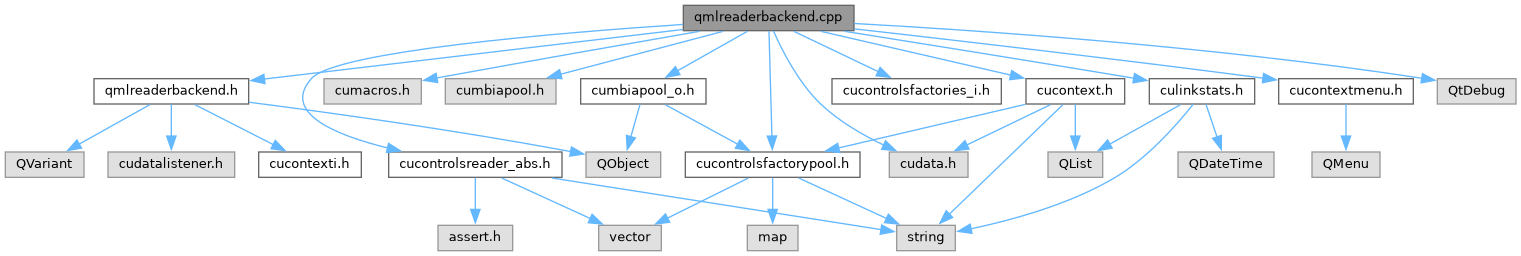 qmlreaderbackend.cpp
qmlreaderbackend.h
cumacros.h
cumbiapool.h
cumbiapool_o.h
cucontrolsfactories_i.h
cucontext.h
culinkstats.h
cucontextmenu.h
QtDebug
QVariant
cudatalistener.h
cucontexti.h
cucontrolsreader_abs.h
QObject
cucontrolsfactorypool.h
cudata.h
QList
QDateTime
QMenu
assert.h
vector
map
string